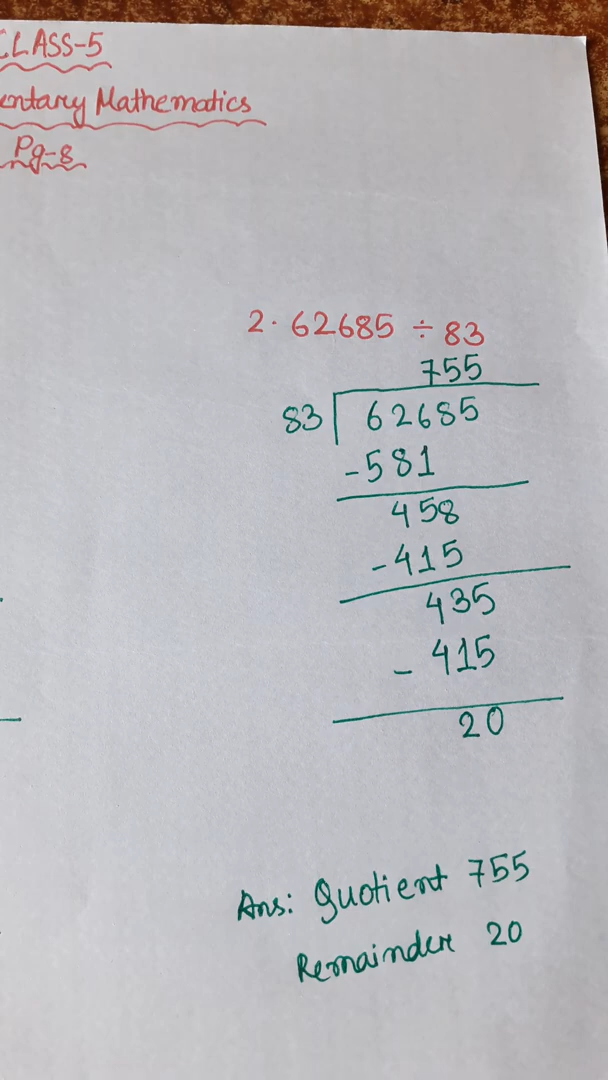 CLASS-5
entary Mathematics
Pg-8
2. 62685 ÷ 83
755
83 62685
-581
458
-415
435
- 415
20
Ans: Quotient 755
Remainder 20